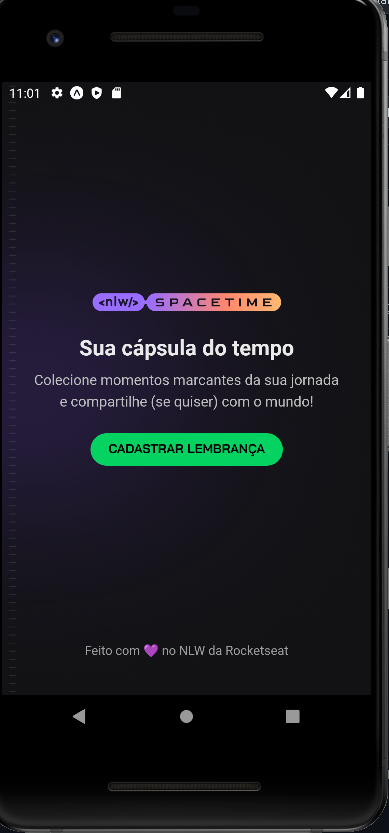 11:01
<nlw/> SPACETIME
Sua cápsula do tempo
Colecione momentos marcantes da sua jornada
e compartilhe (se quiser) com o mundo!
CADASTRAR LEMBRANÇA
Feito com 💜 no NLW da Rocketseat